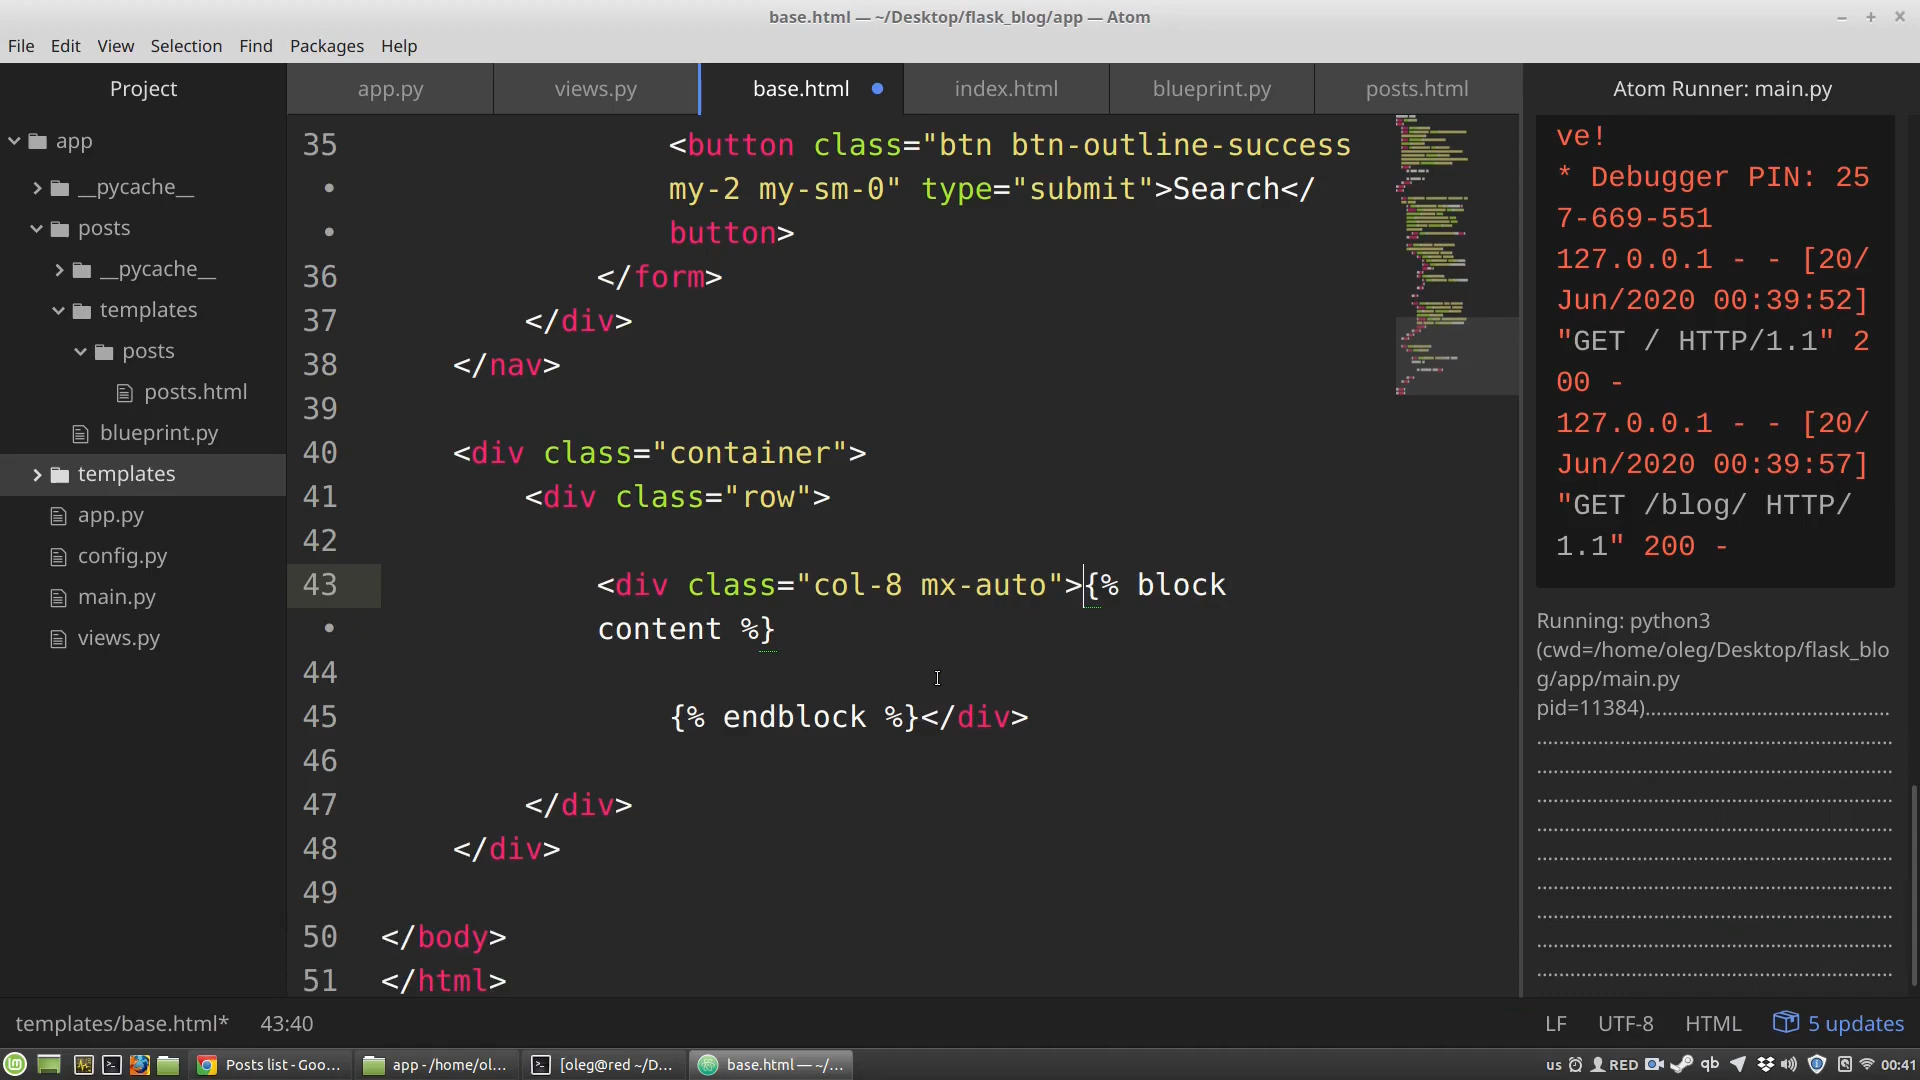 base.html — ~/Desktop/flask_blog/app — Atom
File Edit View Selection Find Packages Help
Project
app.py
views.py
base.html
index.html
blueprint.py
posts.html
Atom Runner: main.py
app
__pycache__
posts
__pycache__
templates
posts
posts.html
blueprint.py
templates
app.py
config.py
main.py
views.py
35 <button class="btn btn-outline-success
• my-2 my-sm-0" type="submit">Search</
• button>
36 </form>
37 </div>
38 </nav>
39
40 <div class="container">
41 <div class="row">
42
43 <div class="col-8 mx-auto">{% block
• content %}
44
45 {% endblock %}</div>
46
47 </div>
48 </div>
49
50 </body>
51 </html>
ve!
* Debugger PIN: 25
7-669-551
127.0.0.1 - - [20/
Jun/2020 00:39:52]
"GET / HTTP/1.1" 2
00 -
127.0.0.1 - - [20/
Jun/2020 00:39:57]
"GET /blog/ HTTP/
1.1" 200 -
Running: python3
(cwd=/home/oleg/Desktop/flask_blo
g/app/main.py
pid=11384)..........................................
templates/base.html* 43:40
LF UTF-8 HTML 5 updates
Posts list - Goo...
app - /home/ol...
[oleg@red ~/D...
base.html — ~/...
us RED qb 00:41